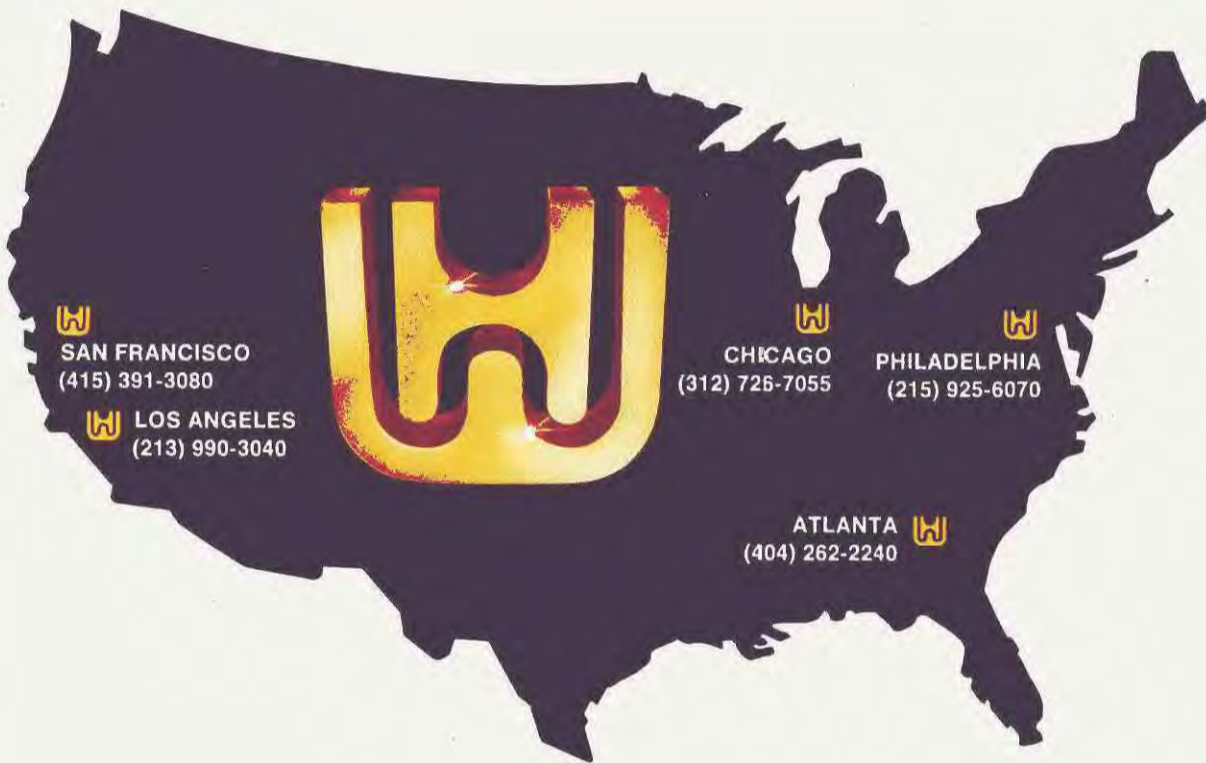 SAN FRANCISCO
(415) 391-3080
LOS ANGELES
(213) 990-3040
CHICAGO
(312) 726-7055
PHILADELPHIA
(215) 925-6070
ATLANTA
(404) 262-2240